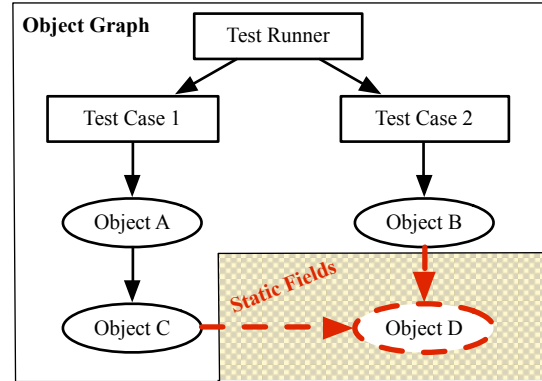 Object Graph
Test Runner
Test Case 1
Test Case 2
Object A
Object B
Static Fields
Object C
Object D